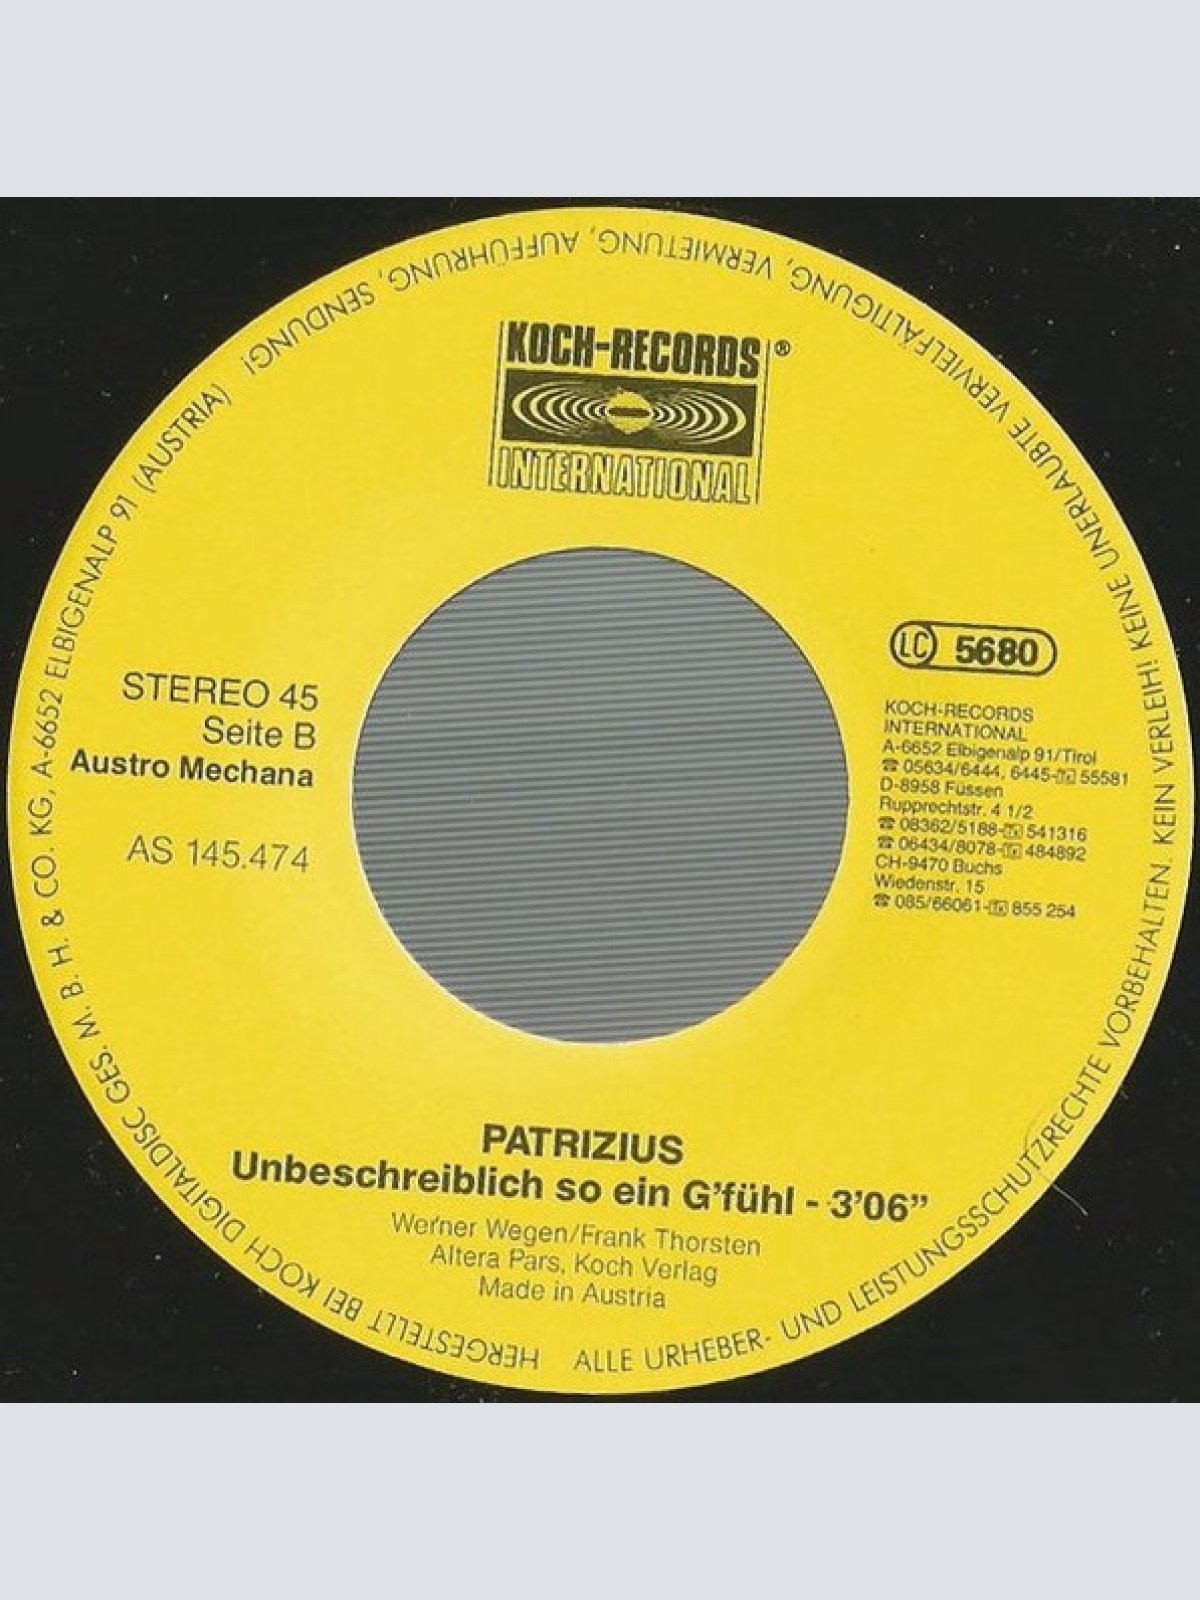 KOCH-RECORDS®
INTERNATIONAL
STEREO 45
Seite B
Austro Mechana
AS 145.474
LC 5680
KOCH-RECORDS
INTERNATIONAL
A-6652 Elbigenalp 91/Tirol
☎ 05634/6444, 6445-Tx 55581
D-8958 Füssen
Rupprechtstr. 4 1/2
☎ 08362/5188-Tx 541316
☎ 06434/8078-Tx 484892
CH-9470 Buchs
Wiedenstr. 15
☎ 085/66061-Tx 855 254
PATRIZIUS
Unbeschreiblich so ein G'fühl - 3'06”
Werner Wegen/Frank Thorsten
Altera Pars, Koch Verlag
Made in Austria
HERGESTELLT BEI KOCH DIGITALDISC GES. M. B. H. & CO. KG, A-6652 ELBIGENALP 91 (AUSTRIA)
ALLE URHEBER- UND LEISTUNGSSCHUTZRECHTE VORBEHALTEN. KEIN VERLEIH! KEINE UNERLAUBTE VERVIELFÄLTIGUNG, VERMIETUNG, AUFFÜHRUNG, SENDUNG!